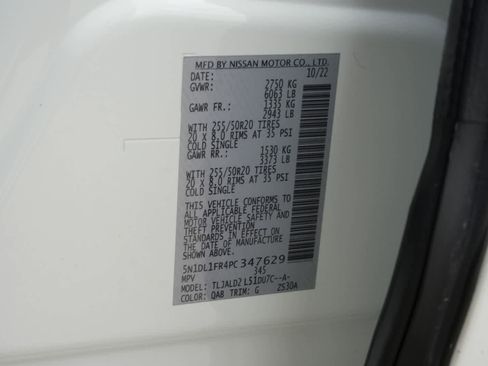 MFD BY NISSAN MOTOR CO., LTD.
DATE: 10/22
GVWR: 2750 KG
6063 LB
GAWR FR.: 1335 KG
2943 LB
WITH 255/50R20 TIRES
20 x 8.0 RIMS AT 35 PSI
COLD SINGLE
GAWR RR.: 1530 KG
3373 LB
WITH 255/50R20 TIRES
20 x 8.0 RIMS AT 35 PSI
COLD SINGLE
THIS VEHICLE CONFORMS TO
ALL APPLICABLE FEDERAL
MOTOR VEHICLE SAFETY AND
THEFT PREVENTION
STANDARDS IN EFFECT ON
THE DATE OF MANUFACTURE
SHOWN ABOVE.
5N1DL1FR4PC347629
MPV 345
MODEL: TLJALD2L51DU7C--A-
COLOR: QAB TRIM: G 2530A